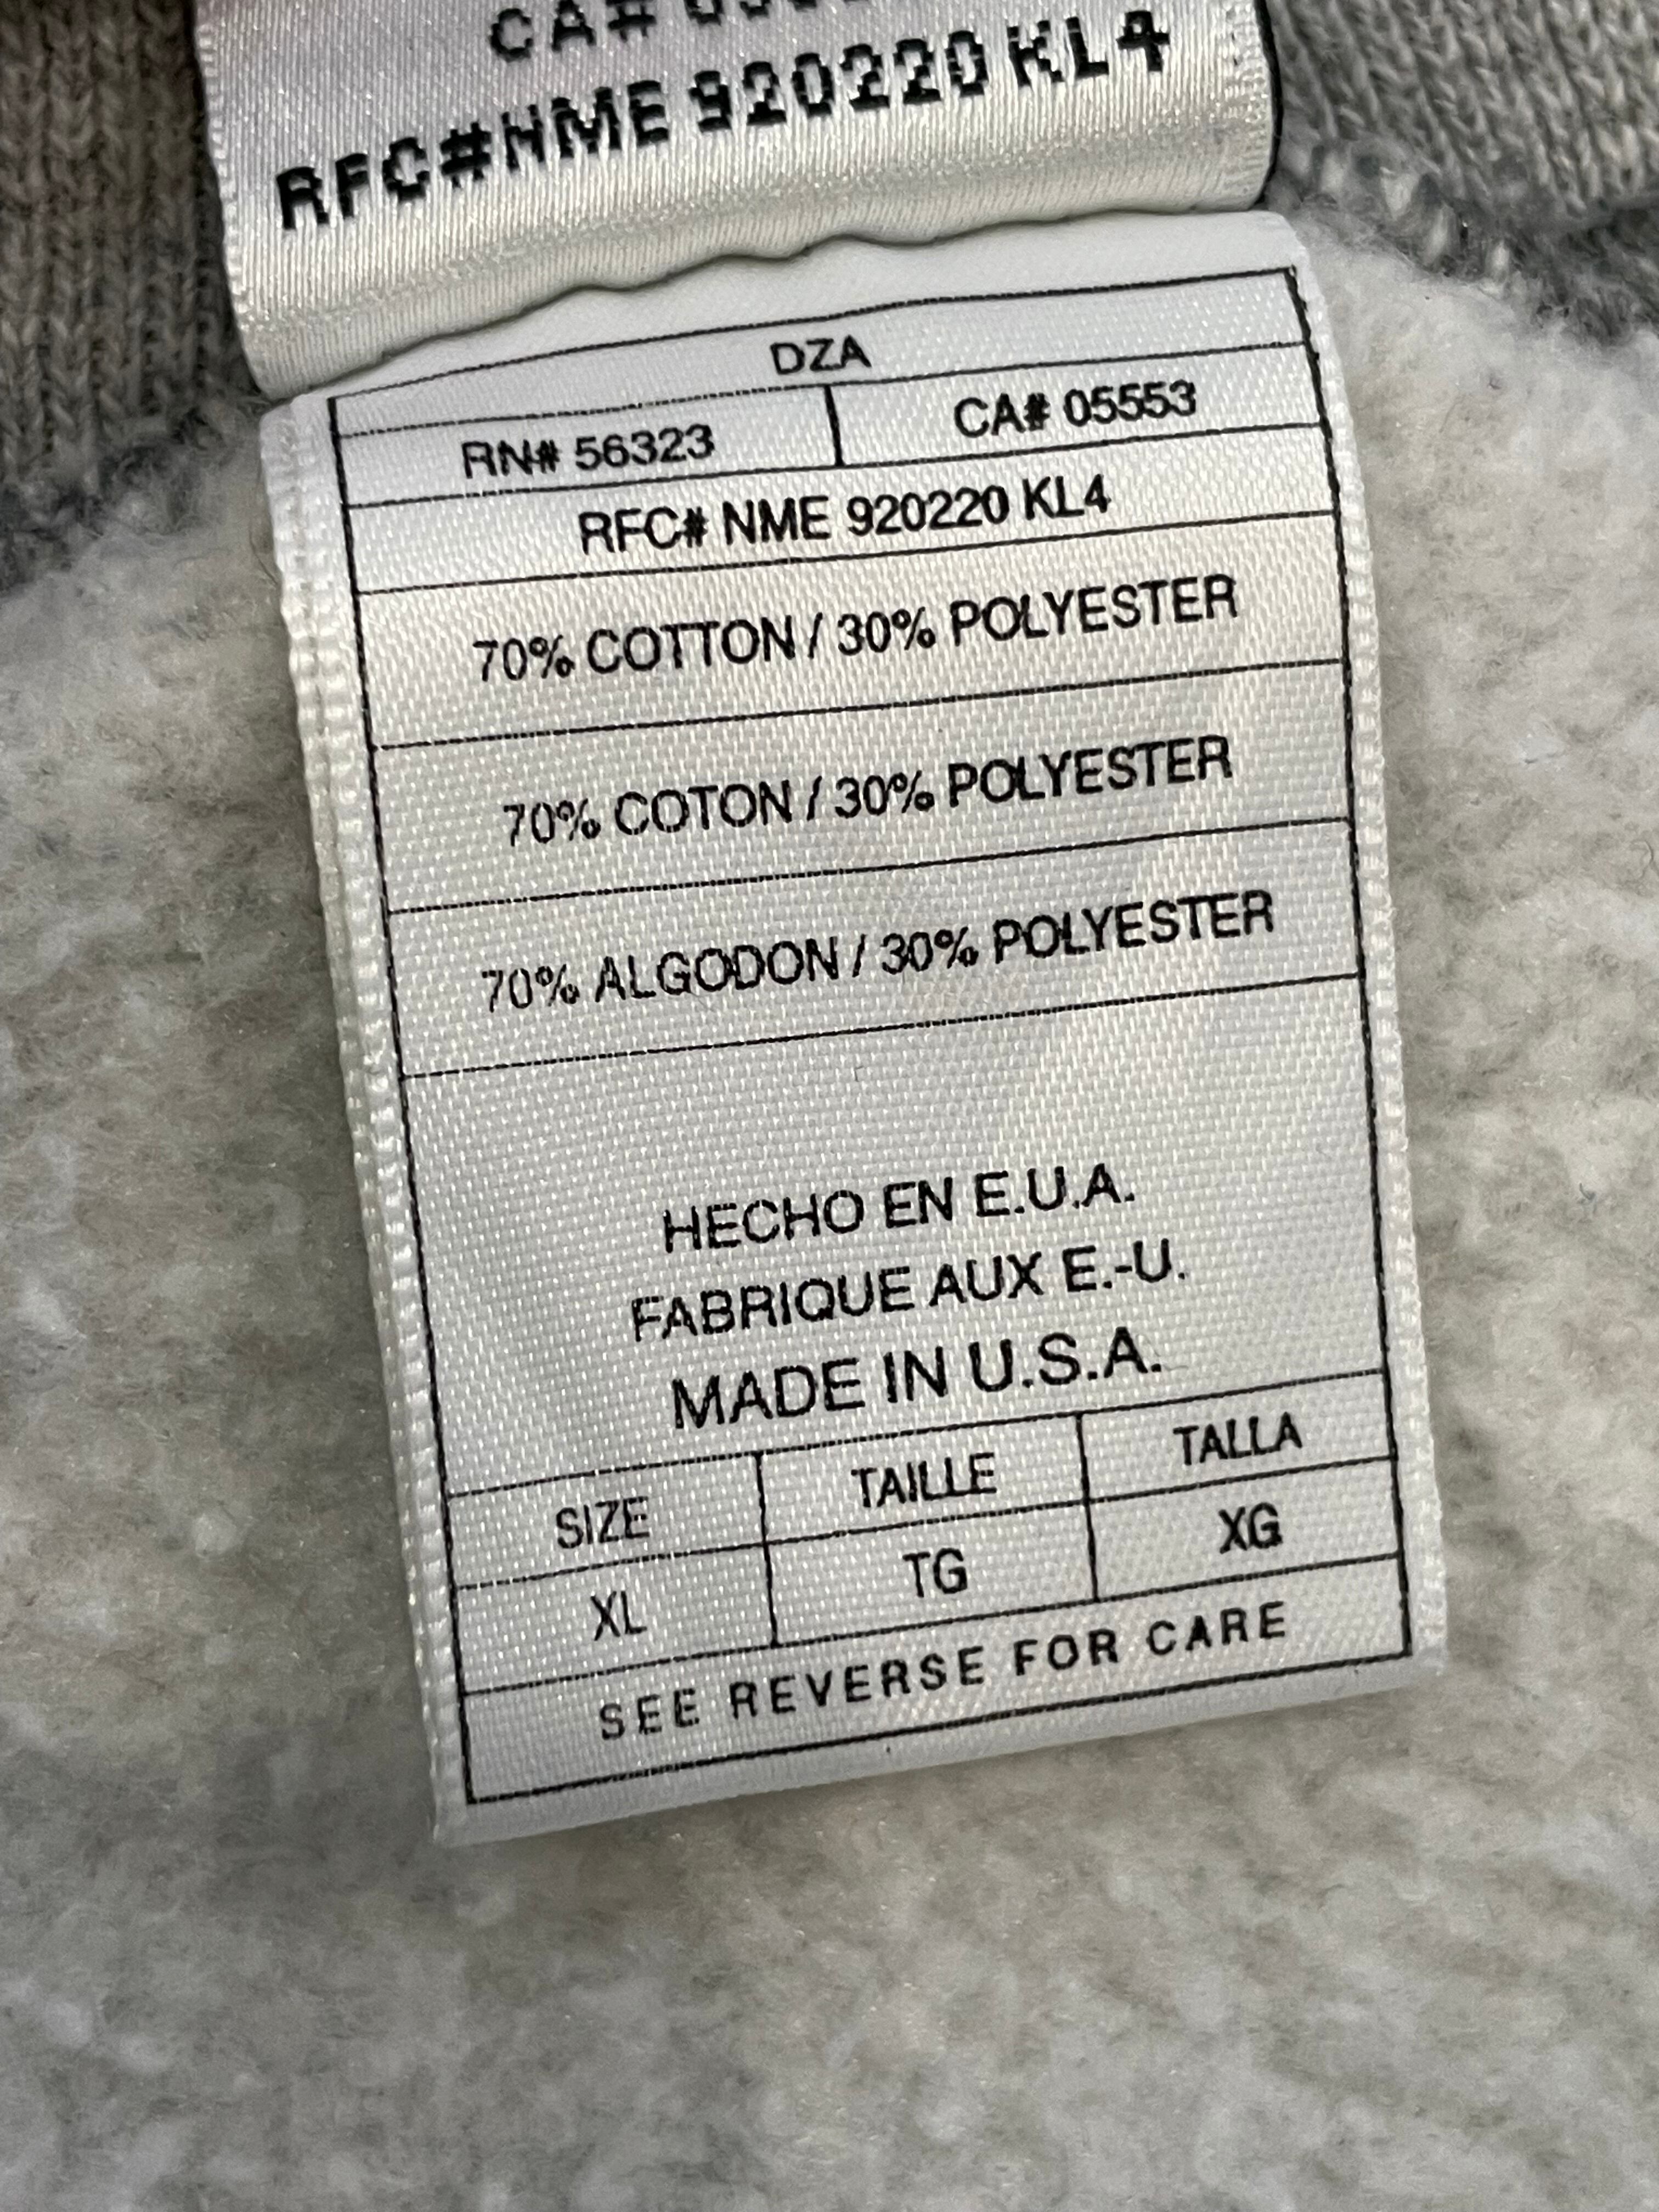 CA#
RFC#NME 920220 KL4
DZA
RN# 56323 CA# 05553
RFC# NME 920220 KL4
70% COTTON / 30% POLYESTER
70% COTON / 30% POLYESTER
70% ALGODON / 30% POLYESTER
HECHO EN E.U.A.
FABRIQUE AUX E.-U.
MADE IN U.S.A.
SIZE TAILLE TALLA
XL TG XG
SEE REVERSE FOR CARE